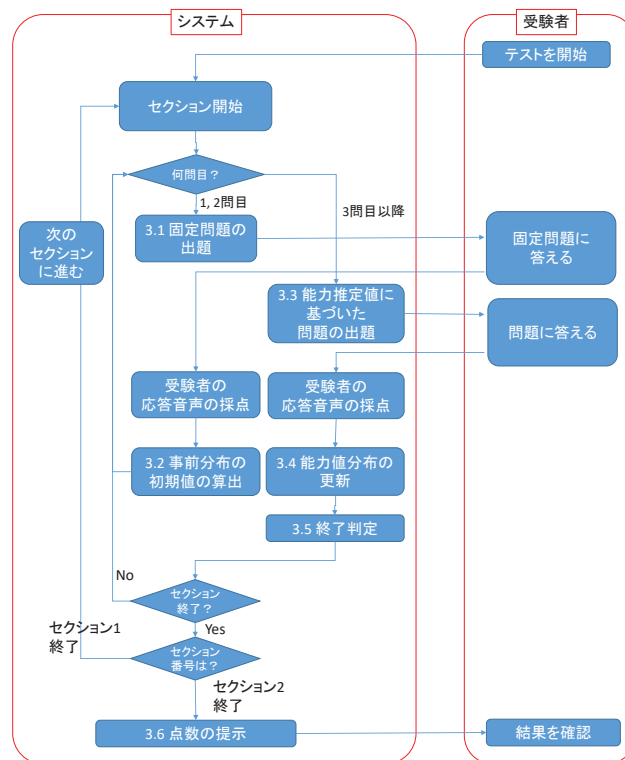 システム
受験者
テストを開始
セクション開始
何問目？
1, 2問目
3問目以降
3.1 固定問題の
出題
固定問題に
答える
次の
セクション
に進む
3.3 能力推定値に
基づいた
問題の出題
問題に答える
受験者の
応答音声の採点
受験者の
応答音声の採点
3.2 事前分布の
初期値の算出
3.4 能力値分布の
更新
3.5 終了判定
No
セクション
終了？
セクション1
終了
Yes
セクション
番号は？
セクション2
終了
3.6 点数の提示
結果を確認